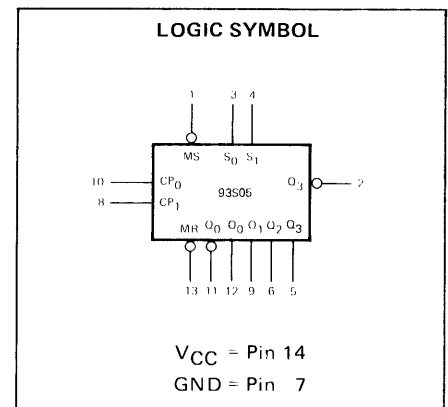 LOGIC SYMBOL
1 3 4
MS S0 S1
10 CP0 Q3 2
93S05
8 CP1
MR Q0 Q0 Q1 Q2 Q3
13 11 12 9 6 5
VCC = Pin 14
GND = Pin 7